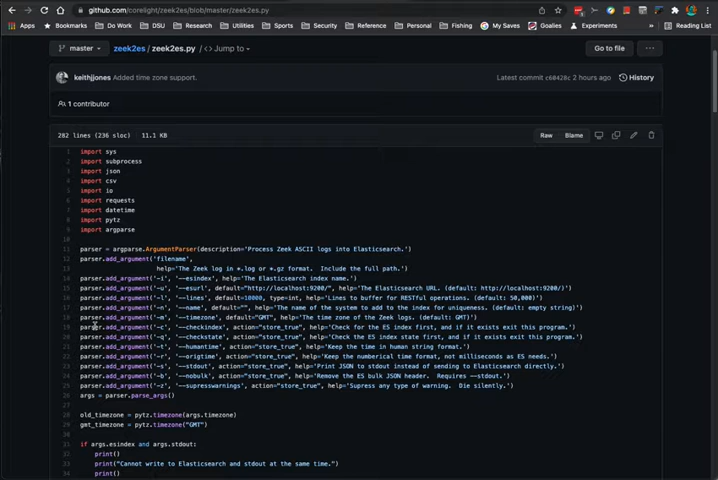 github.com/corelight/zeek2es/blob/master/zeek2es.py
Apps Bookmarks Do Work DSU Research Utilities Sports Security Reference Personal Fishing My Saves Goalies Experiments » Reading List
master zeek2es / zeek2es.py <> Jump to Go to file ...
keithjjones Added time zone support. Latest commit c60428c 2 hours ago History
1 contributor
282 lines (236 sloc) 11.1 KB Raw Blame
1 import sys
2 import subprocess
3 import json
4 import csv
5 import io
6 import requests
7 import datetime
8 import pytz
9 import argparse
10
11 parser = argparse.ArgumentParser(description='Process Zeek ASCII logs into Elasticsearch.')
12 parser.add_argument('filename',
13 help='The Zeek log in *.log or *.gz format.  Include the full path.')
14 parser.add_argument('-i', '--esindex', help='The Elasticsearch index name.')
15 parser.add_argument('-u', '--esurl', default="http://localhost:9200/", help='The Elasticsearch URL. (default: http://localhost:9200/)')
16 parser.add_argument('-l', '--lines', default=10000, type=int, help='Lines to buffer for RESTful operations. (default: 50,000)')
17 parser.add_argument('-n', '--name', default="", help='The name of the system to add to the index for uniqueness. (default: empty string)')
18 parser.add_argument('-m', '--timezone', default="GMT", help='The time zone of the Zeek logs. (default: GMT)')
19 parser.add_argument('-c', '--checkindex', action="store_true", help='Check for the ES index first, and if it exists exit this program.')
20 parser.add_argument('-q', '--checkstate', action="store_true", help='Check the ES index state first, and if it exists exit this program.')
21 parser.add_argument('-t', '--humantime', action="store_true", help='Keep the time in human string format.')
22 parser.add_argument('-r', '--origtime', action="store_true", help='Keep the numberical time format, not milliseconds as ES needs.')
23 parser.add_argument('-s', '--stdout', action="store_true", help='Print JSON to stdout instead of sending to Elasticsearch directly.')
24 parser.add_argument('-b', '--nobulk', action="store_true", help='Remove the ES bulk JSON header.  Requires --stdout.')
25 parser.add_argument('-z', '--supresswarnings', action="store_true", help='Supress any type of warning.  Die silently.')
26 args = parser.parse_args()
27
28 old_timezone = pytz.timezone(args.timezone)
29 gmt_timezone = pytz.timezone("GMT")
30
31 if args.esindex and args.stdout:
32 print()
33 print("Cannot write to Elasticsearch and stdout at the same time.")
34 print()